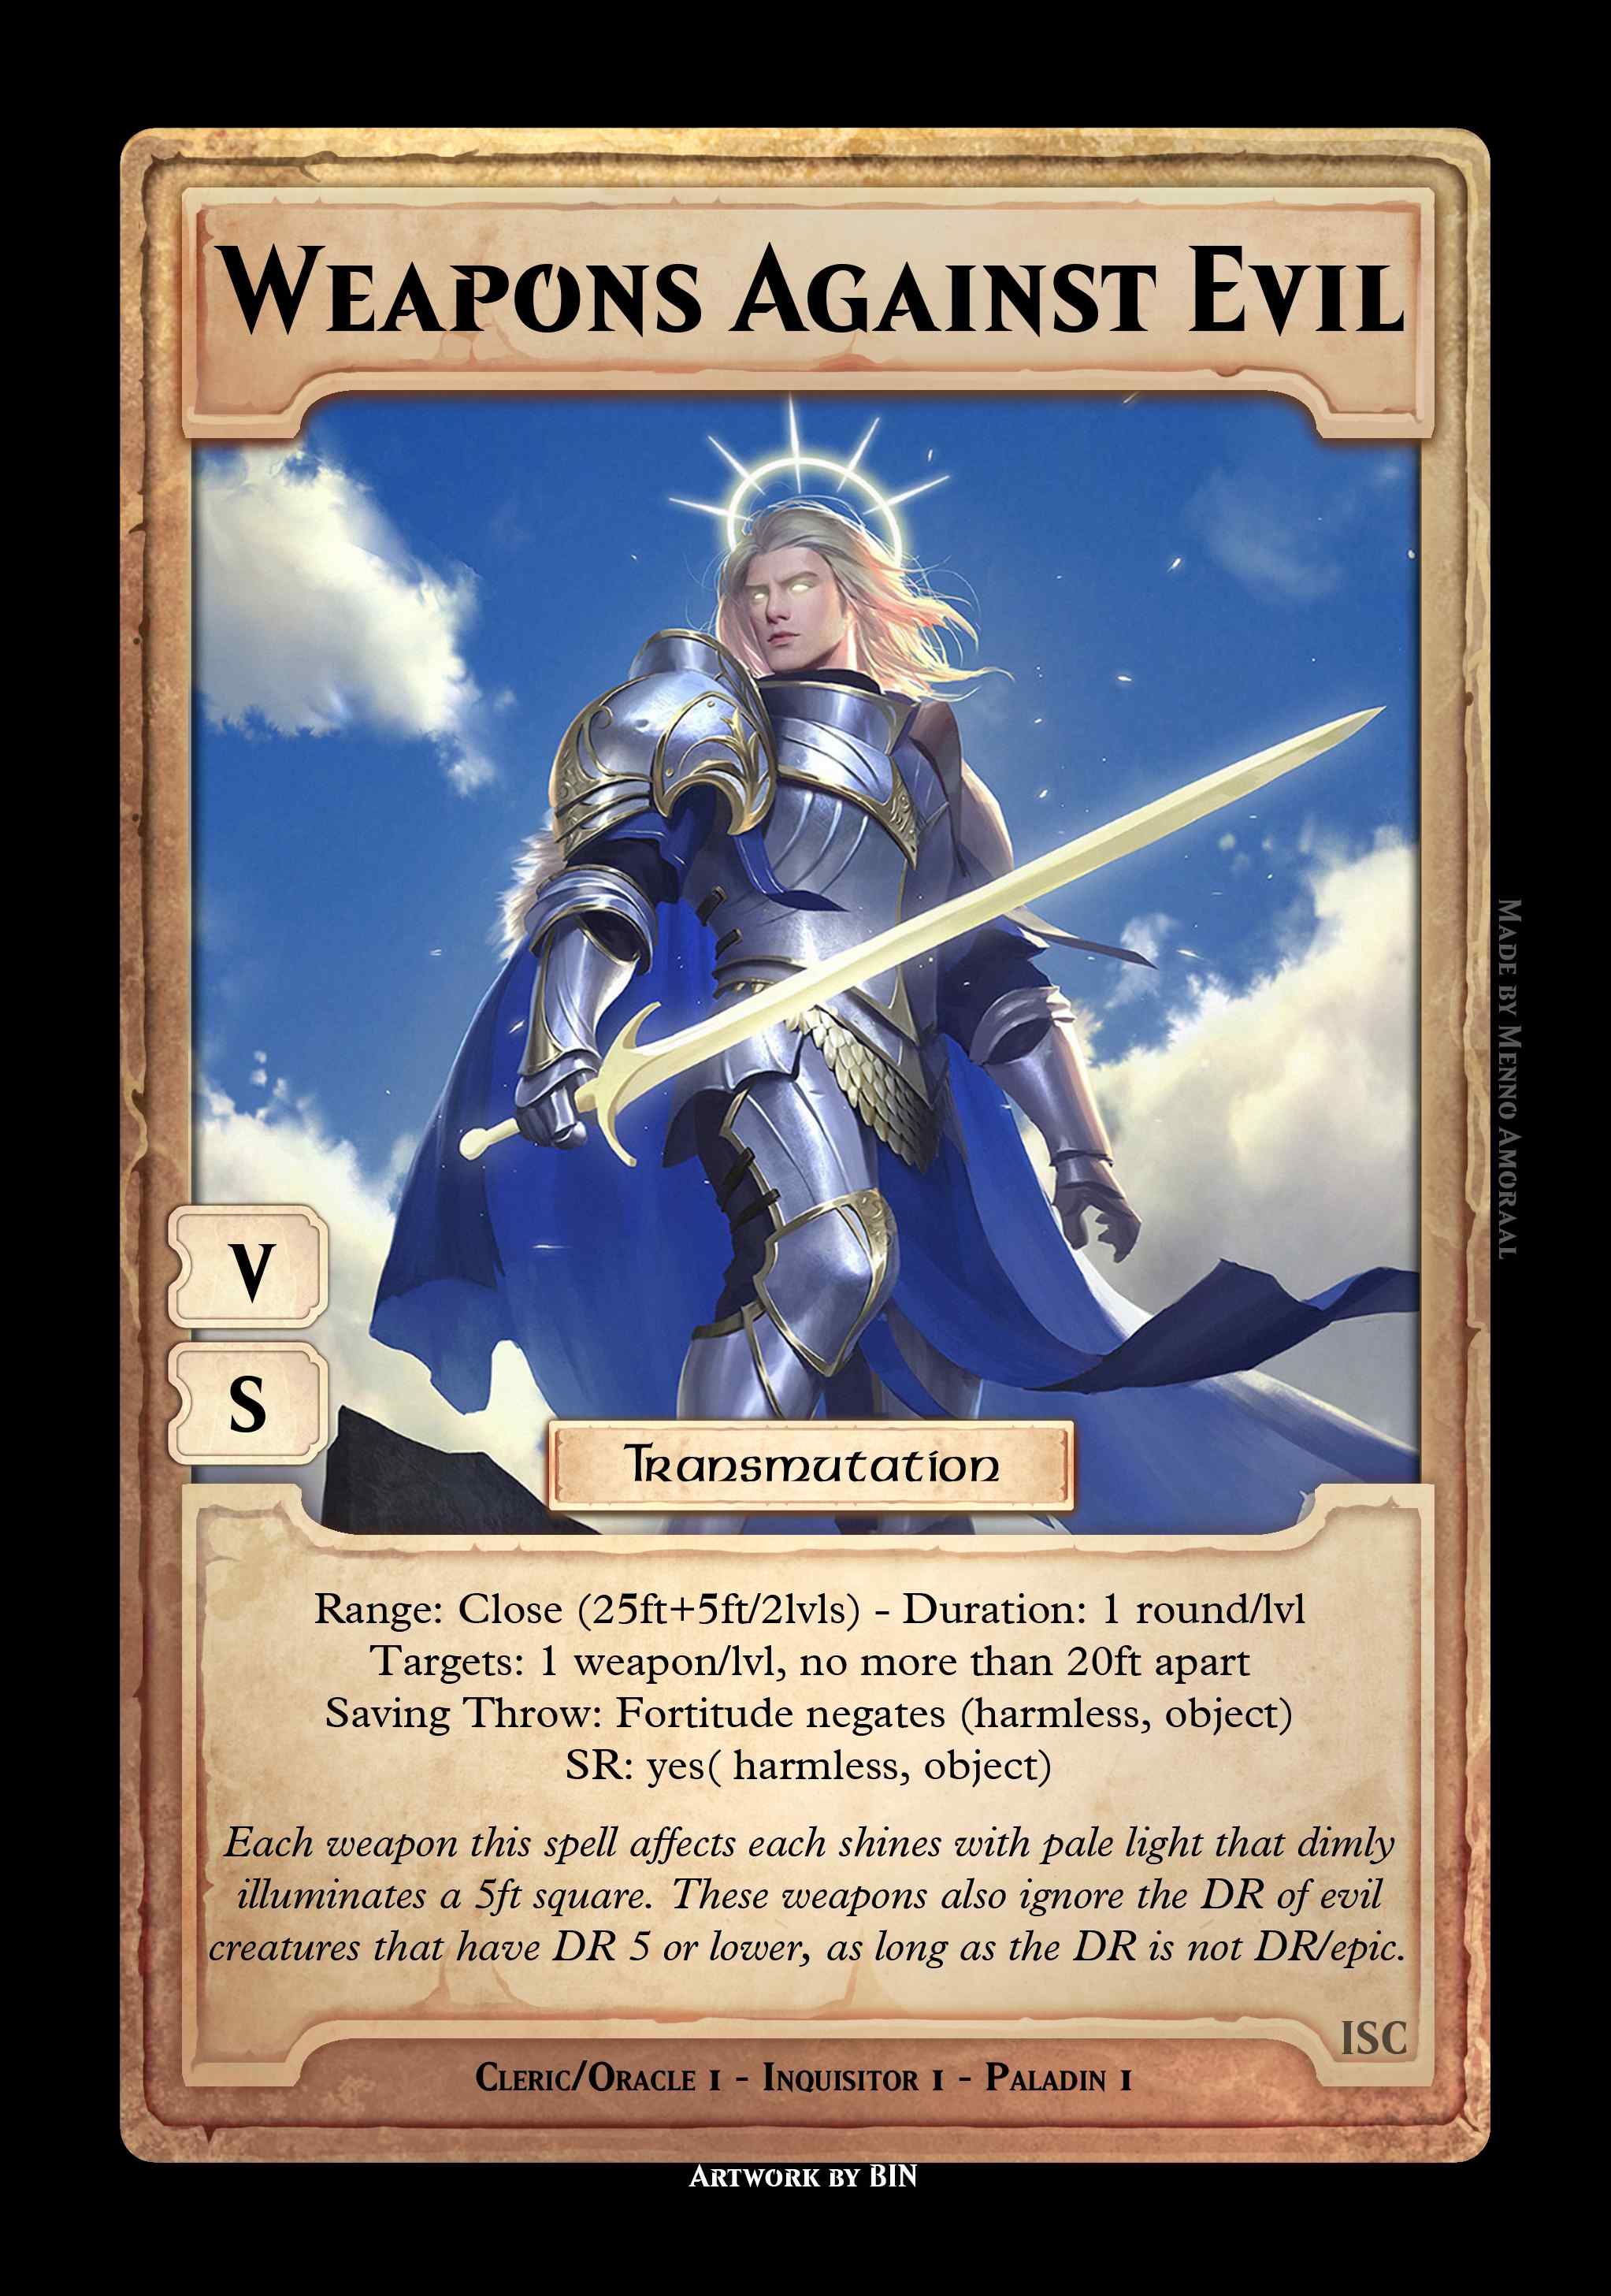 Weapons Against Evil
Made by Menno Amoraal
V
S
Transmutation
Range: Close (25ft+5ft/2lvls) - Duration: 1 round/lvl
Targets: 1 weapon/lvl, no more than 20ft apart
Saving Throw: Fortitude negates (harmless, object)
SR: yes( harmless, object)
Each weapon this spell affects each shines with pale light that dimly
illuminates a 5ft square. These weapons also ignore the DR of evil
creatures that have DR 5 or lower, as long as the DR is not DR/epic.
ISC
Cleric/Oracle 1 - Inquisitor 1 - Paladin 1
Artwork by BIN